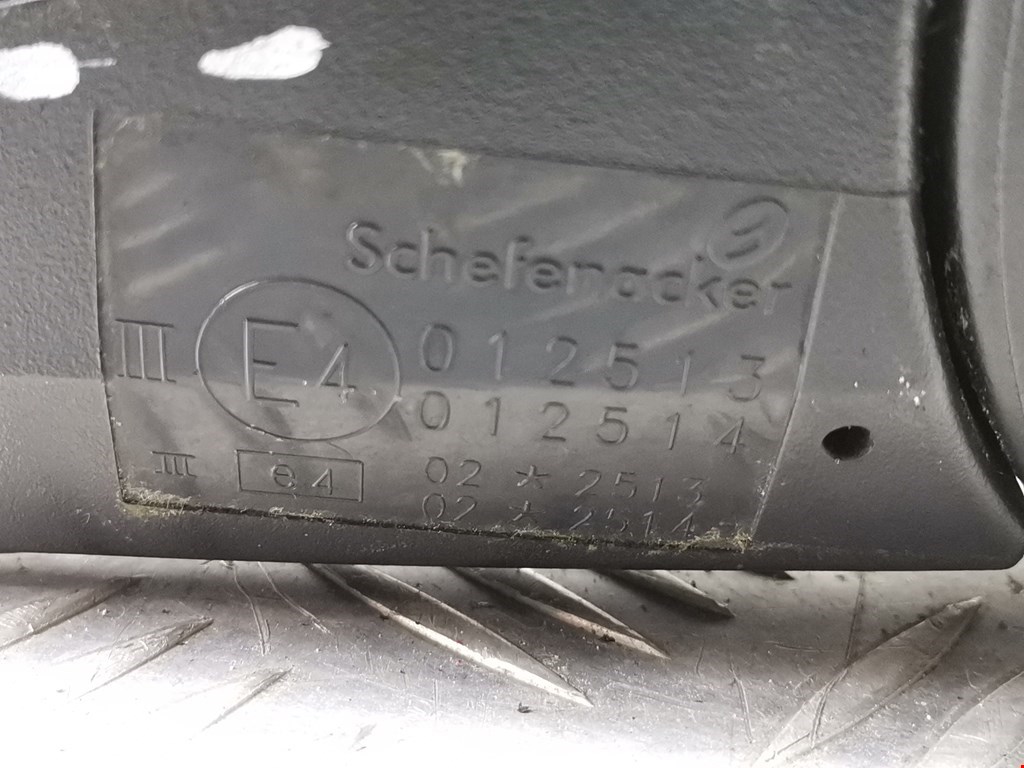 Schefenacker
III E4 012513
012514
III e4 02 * 2513
02 * 2514